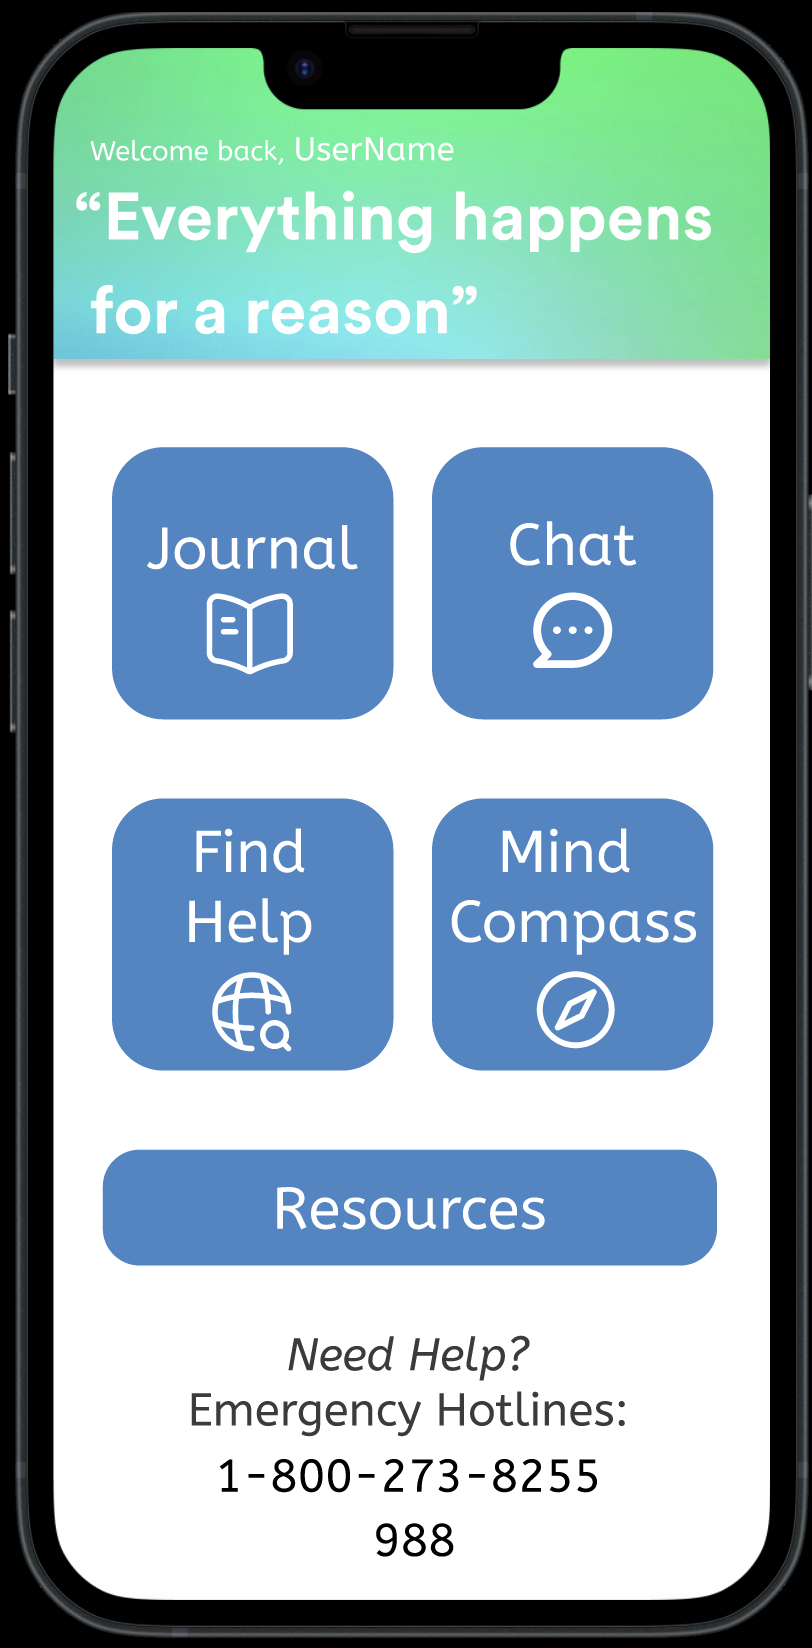 Welcome back, UserName
“Everything happens
for a reason”
Journal
Chat
Find
Help
Mind
Compass
Resources
Need Help?
Emergency Hotlines:
1-800-273-8255
988